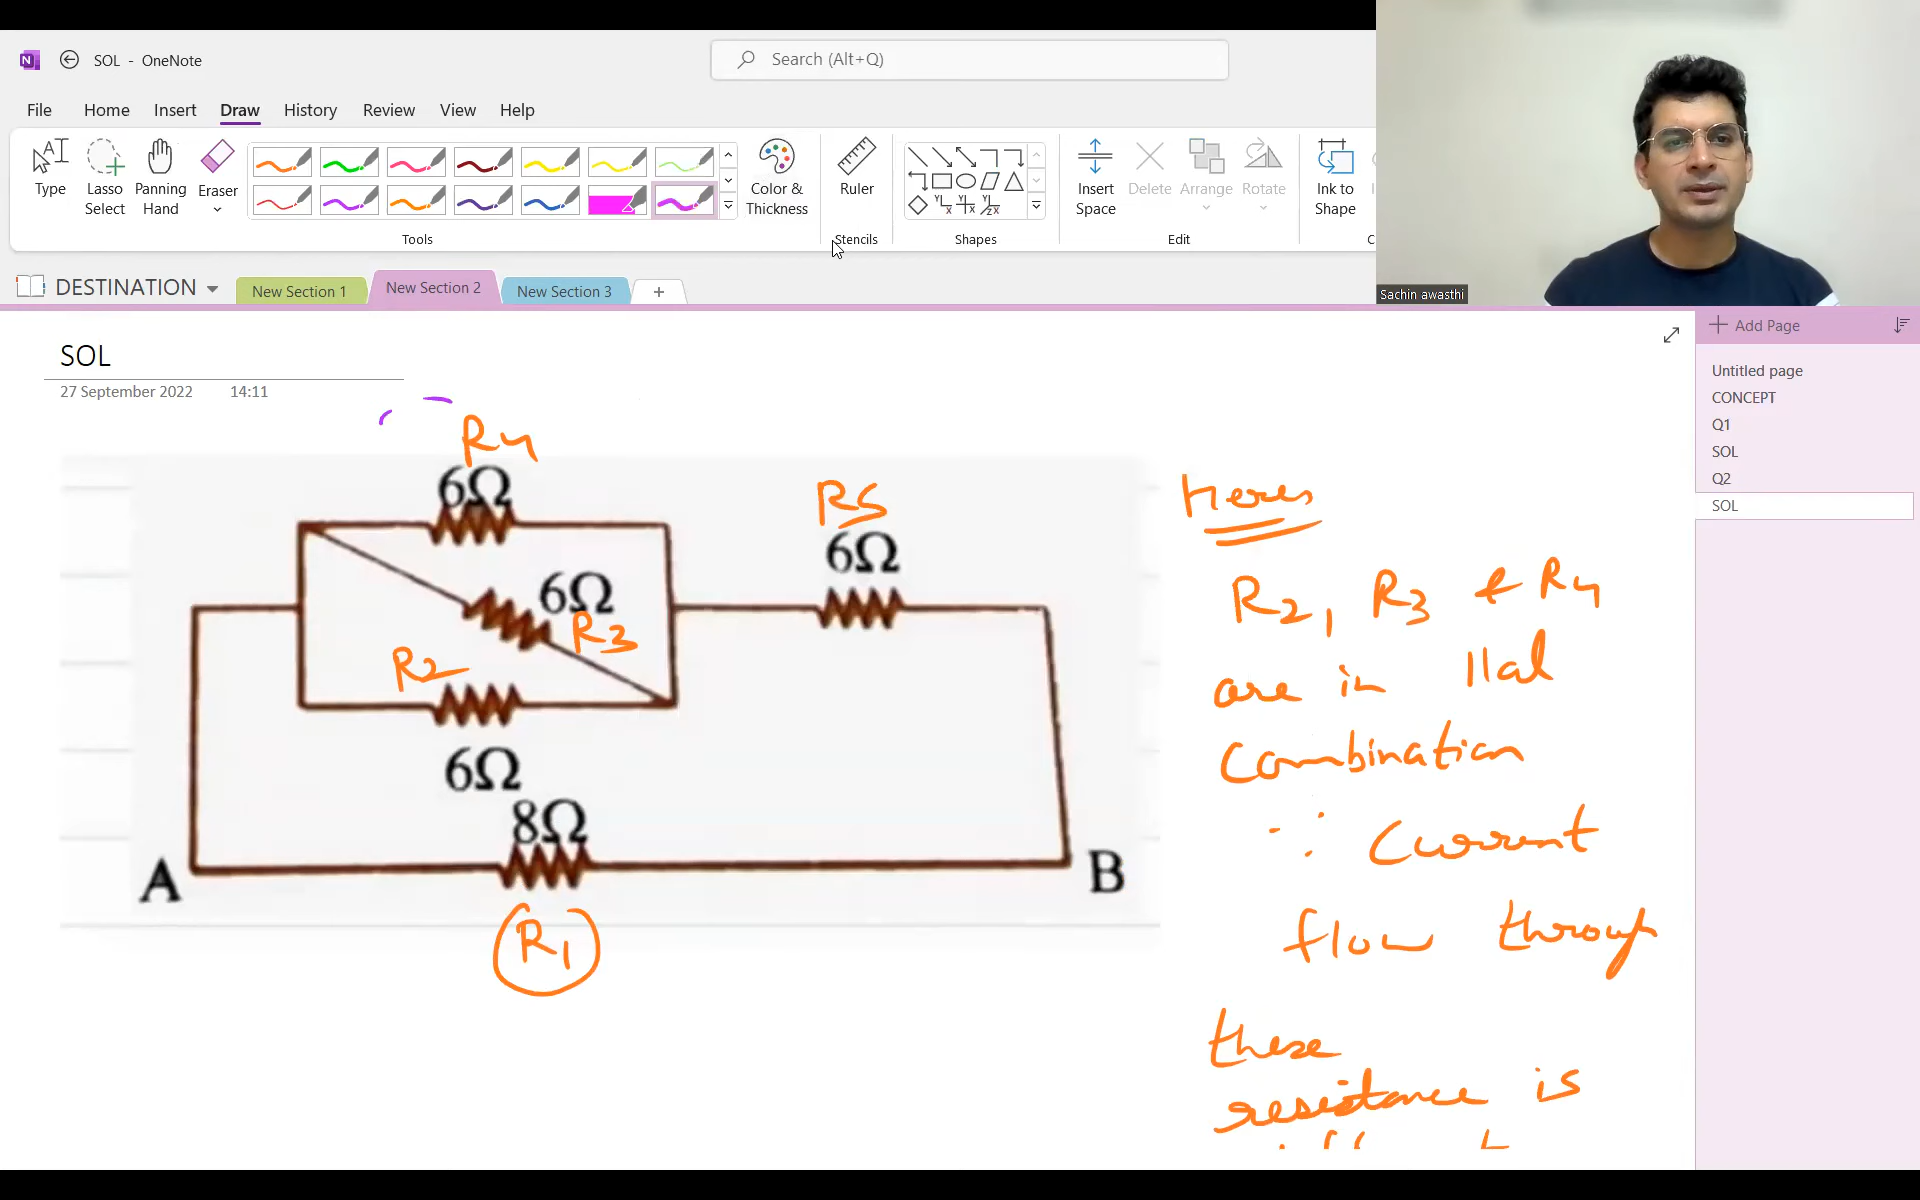 SOL - OneNote
Search (Alt+Q)
File Home Insert Draw History Review View Help
Type
Lasso Select
Panning Hand
Eraser
Color & Thickness
Ruler
Insert Space
Delete
Arrange
Rotate
Ink to Shape
Tools
Stencils
Shapes
Edit
Sachin awasthi
DESTINATION
New Section 1
New Section 2
New Section 3
Add Page
Untitled page
CONCEPT
Q1
SOL
Q2
SOL
SOL
27 September 2022 14:11
R4
6Ω
R5
6Ω
6Ω
R3
R2
6Ω
8Ω
A
B
R1
R2, R3 & R4
are in llal
Combination
∵ Current
flow through
these
resistance is